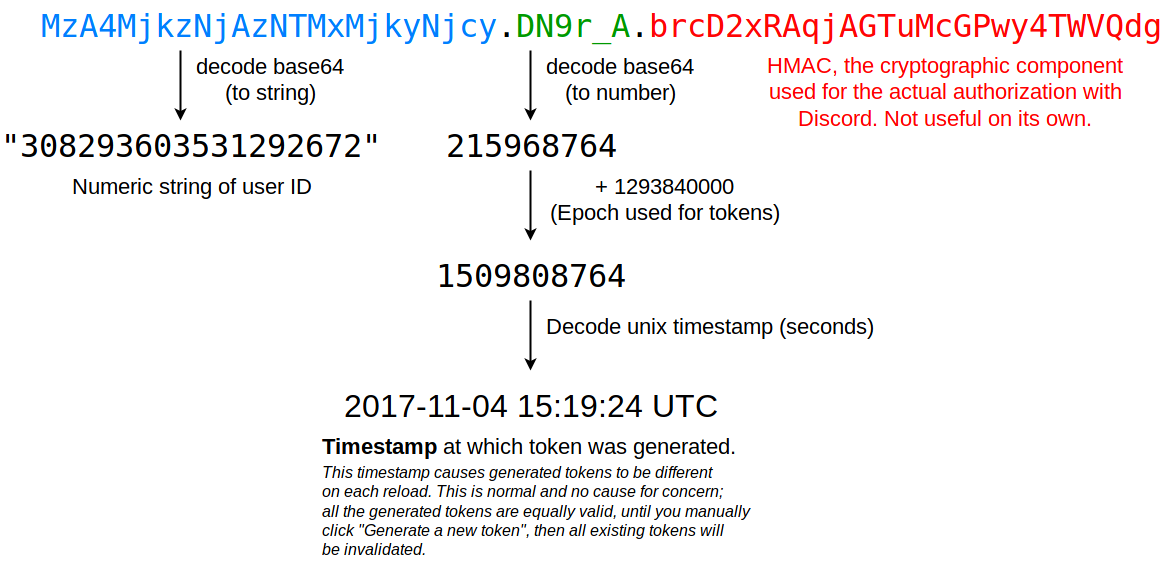 MzA4MjkzNjAzNTMxMjkyNjcy.DN9r_A.brcD2xRAqjAGTuMcGPwy4TWVQdg
decode base64
(to string)
decode base64
(to number)
HMAC, the cryptographic component
used for the actual authorization with
Discord. Not useful on its own.
"308293603531292672"
215968764
Numeric string of user ID
+ 1293840000
(Epoch used for tokens)
1509808764
Decode unix timestamp (seconds)
2017-11-04 15:19:24 UTC
Timestamp at which token was generated.
This timestamp causes generated tokens to be different
on each reload. This is normal and no cause for concern;
all the generated tokens are equally valid, until you manually
click "Generate a new token", then all existing tokens will
be invalidated.